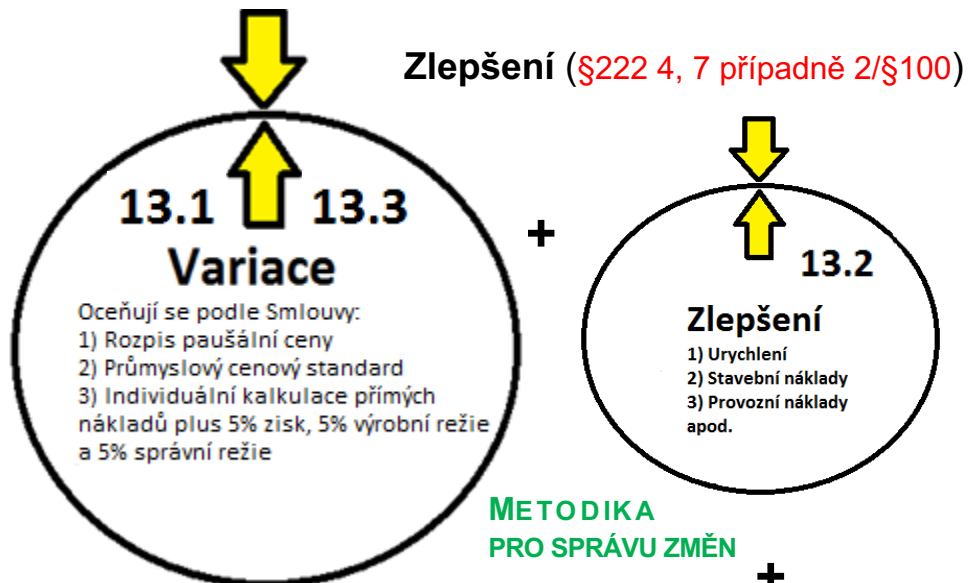 Zlepšení (§222 4, 7 případně 2/§100)
13.1 13.3
Variace
Oceňují se podle Smlouvy:
1) Rozpis paušální ceny
2) Průmyslový cenový standard
3) Individuální kalkulace přímých
nákladů plus 5% zisk, 5% výrobní režie
a 5% správní režie
+
13.2
Zlepšení
1) Urychlení
2) Stavební náklady
3) Provozní náklady
apod.
METODIKA
PRO SPRÁVU ZMĚN
+